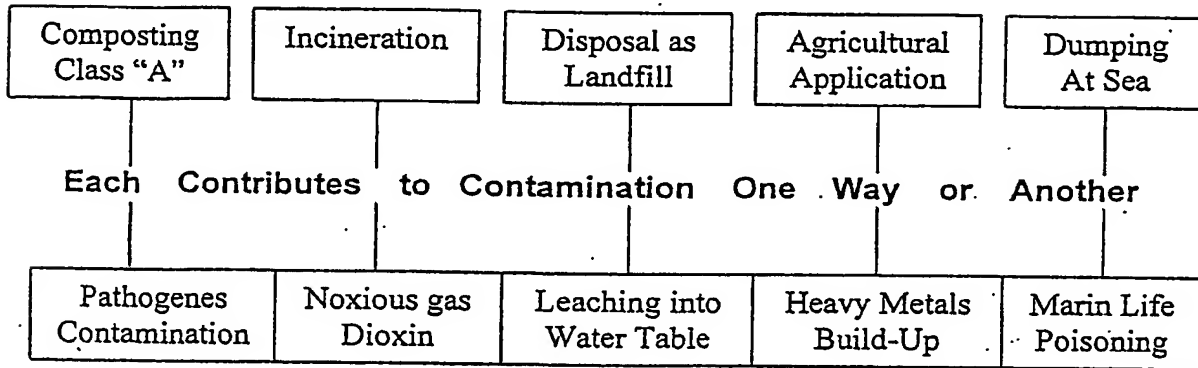 Composting
Class “A”
Incineration
Disposal as
Landfill
Agricultural
Application
Dumping
At Sea
Each Contributes to Contamination One Way or Another
Pathogenes
Contamination
Noxious gas
Dioxin
Leaching into
Water Table
Heavy Metals
Build-Up
Marin Life
Poisoning